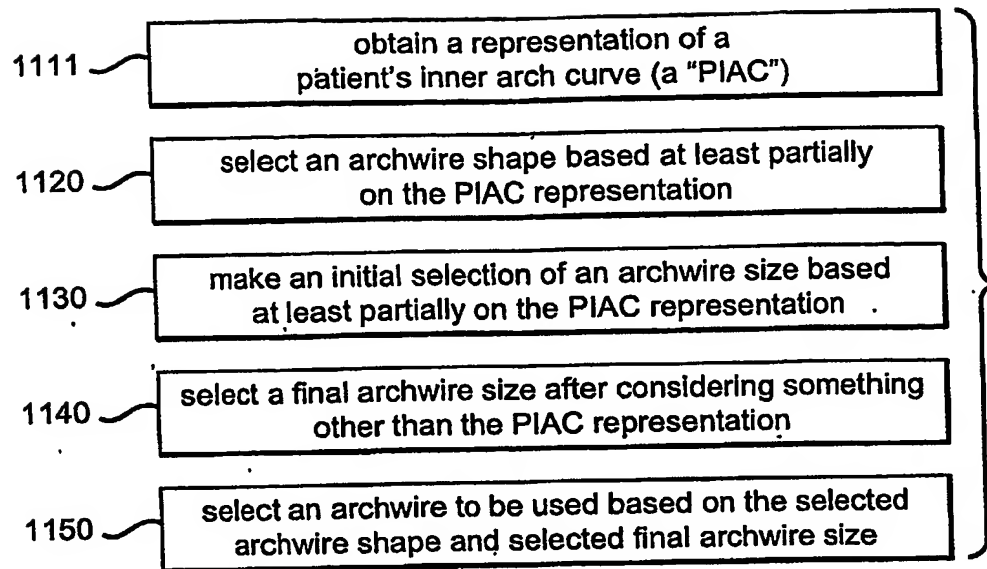 1111
obtain a representation of a
patient's inner arch curve (a "PIAC")
1120
select an archwire shape based at least partially
on the PIAC representation
1130
make an initial selection of an archwire size based
at least partially on the PIAC representation
1140
select a final archwire size after considering something
other than the PIAC representation
1150
select an archwire to be used based on the selected
archwire shape and selected final archwire size